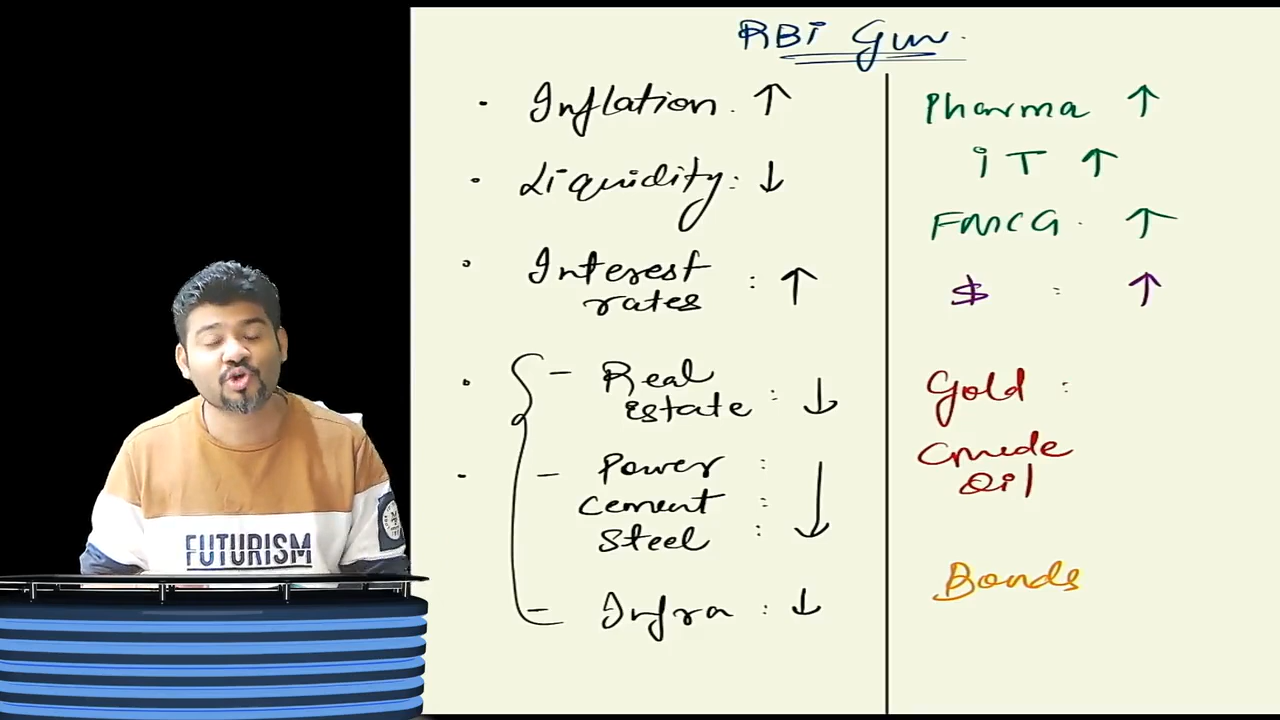 RBi Guv.
• Inflation. ↑
• Liquidity: ↓
• Interest
rates : ↑
• – Real
estate : ↓
• – Power :
cement :
Steel : ↓
– Infra : ↓
Pharma ↑
iT ↑
FMCG. ↑
$ : ↑
Gold :
Crude
Oil
Bonds
FUTURISM